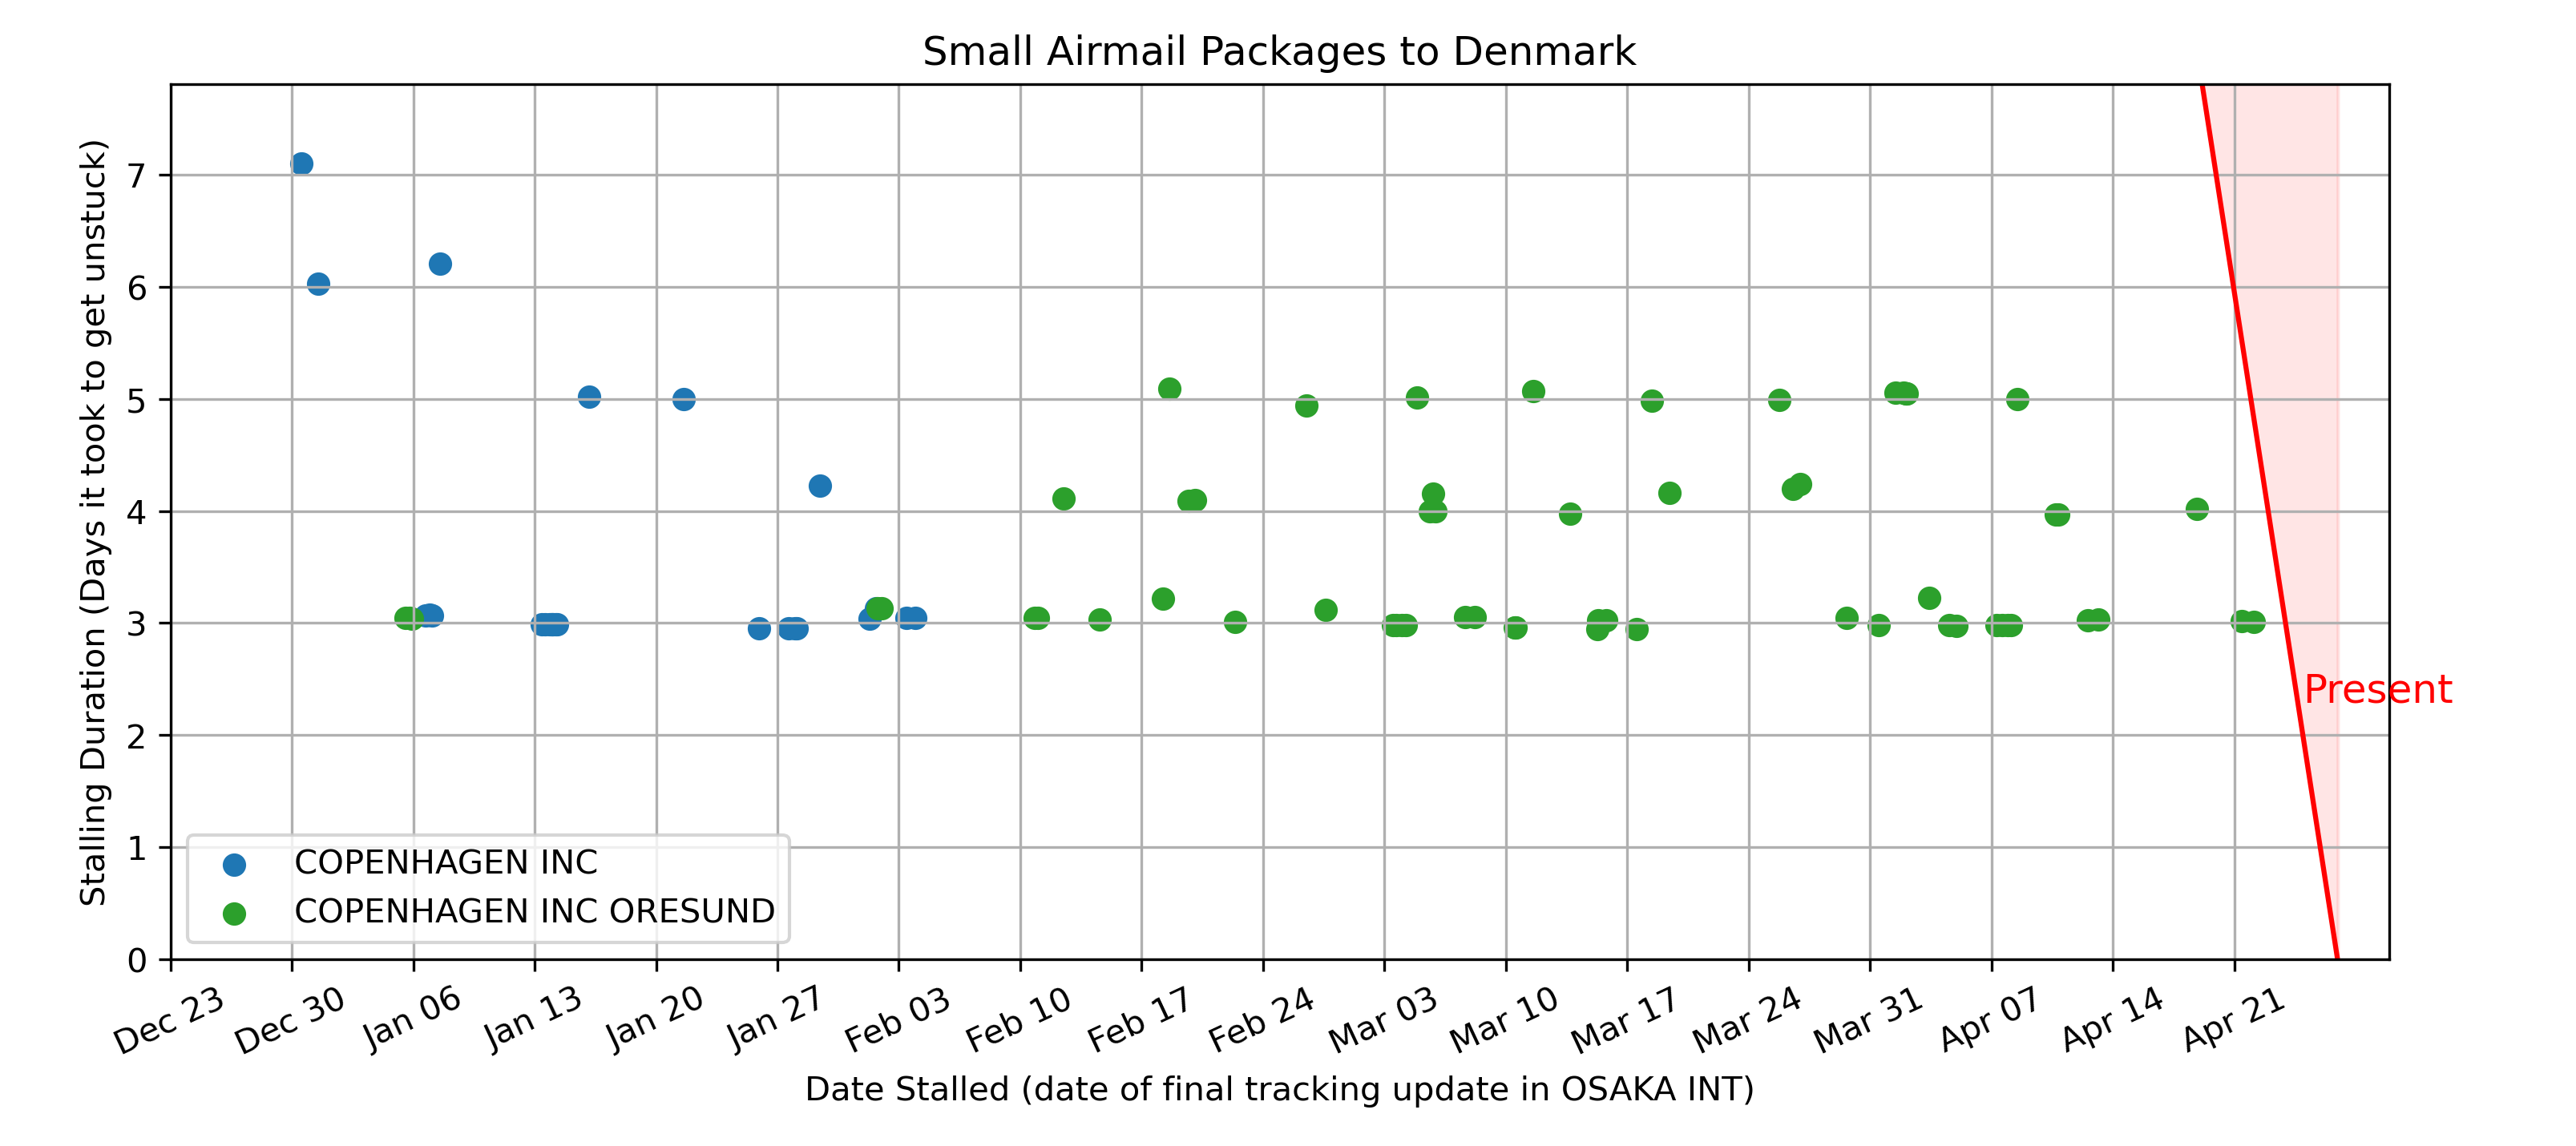 Small Airmail Packages to Denmark
Stalling Duration (Days it took to get unstuck)
7
6
5
4
3
2
1
0
Present
COPENHAGEN INC
COPENHAGEN INC ORESUND
Dec 23
Dec 30
Jan 06
Jan 13
Jan 20
Jan 27
Feb 03
Feb 10
Feb 17
Feb 24
Mar 03
Mar 10
Mar 17
Mar 24
Mar 31
Apr 07
Apr 14
Apr 21
Date Stalled (date of final tracking update in OSAKA INT)